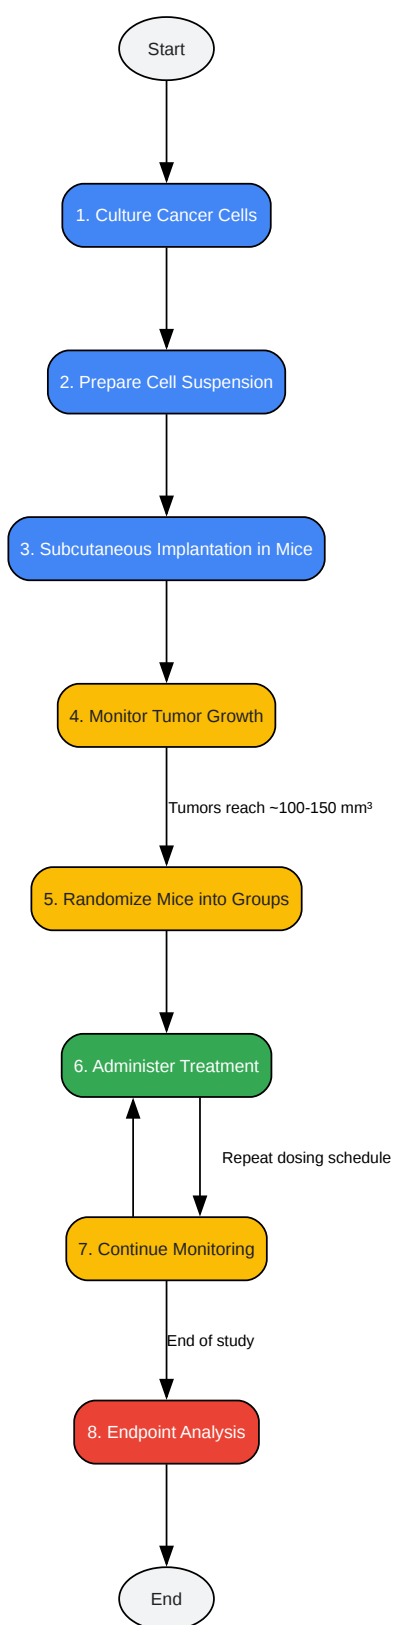 Start
1. Culture Cancer Cells
2. Prepare Cell Suspension
3. Subcutaneous Implantation in Mice
4. Monitor Tumor Growth
Tumors reach ~100-150 mm³
5. Randomize Mice into Groups
6. Administer Treatment
Repeat dosing schedule
7. Continue Monitoring
End of study
8. Endpoint Analysis
End